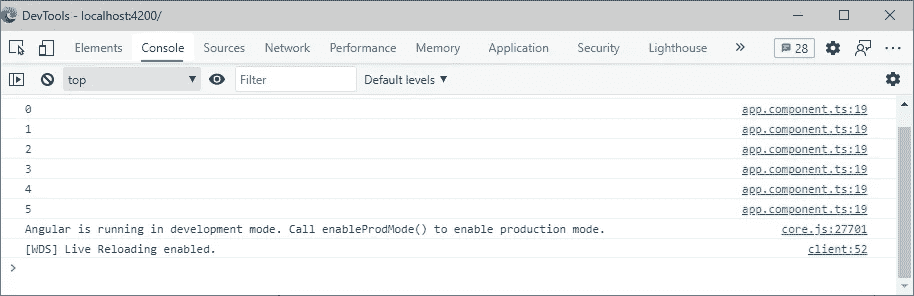 DevTools - localhost:4200/
Elements Console Sources Network Performance Memory Application Security Lighthouse » 28
top Filter Default levels
0 app.component.ts:19
1 app.component.ts:19
2 app.component.ts:19
3 app.component.ts:19
4 app.component.ts:19
5 app.component.ts:19
Angular is running in development mode. Call enableProdMode() to enable production mode. core.js:27701
[WDS] Live Reloading enabled. client:52
>